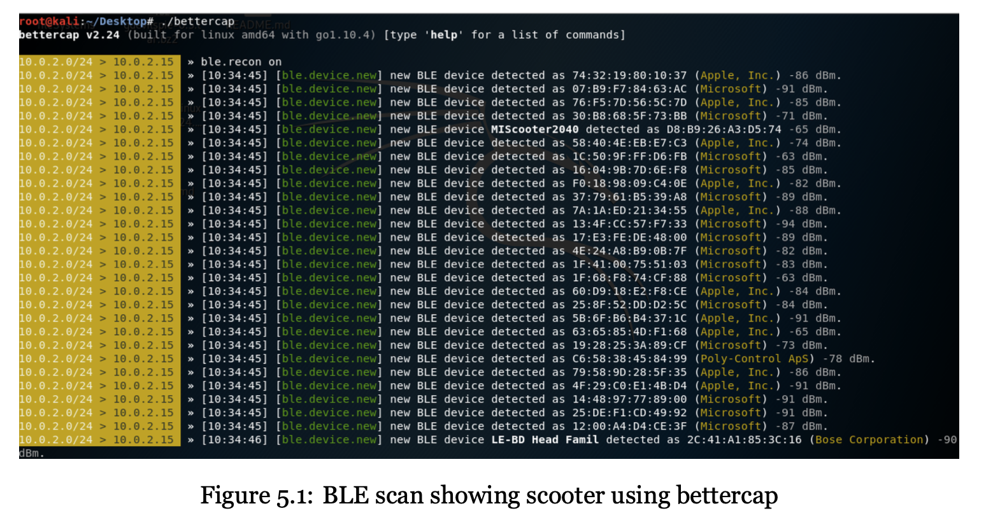 root@kali:~/Desktop# ./bettercap
bettercap v2.24 (built for linux amd64 with go1.10.4) [type 'help' for a list of commands]
10.0.2.0/24 > 10.0.2.15 » ble.recon on
10.0.2.0/24 > 10.0.2.15 » [10:34:45] [ble.device.new] new BLE device detected as 74:32:19:80:10:37 (Apple, Inc.) -86 dBm.
10.0.2.0/24 > 10.0.2.15 » [10:34:45] [ble.device.new] new BLE device detected as 07:B9:F7:84:63:AC (Microsoft) -91 dBm.
10.0.2.0/24 > 10.0.2.15 » [10:34:45] [ble.device.new] new BLE device detected as 76:F5:7D:56:5C:7D (Apple, Inc.) -85 dBm.
10.0.2.0/24 > 10.0.2.15 » [10:34:45] [ble.device.new] new BLE device detected as 30:B8:68:5F:73:BB (Microsoft) -71 dBm.
10.0.2.0/24 > 10.0.2.15 » [10:34:45] [ble.device.new] new BLE device MIScooter2040 detected as D8:B9:26:A3:D5:74 -65 dBm.
10.0.2.0/24 > 10.0.2.15 » [10:34:45] [ble.device.new] new BLE device detected as 58:40:4E:EB:E7:C3 (Apple, Inc.) -74 dBm.
10.0.2.0/24 > 10.0.2.15 » [10:34:45] [ble.device.new] new BLE device detected as 1C:50:9F:FF:D6:FB (Microsoft) -63 dBm.
10.0.2.0/24 > 10.0.2.15 » [10:34:45] [ble.device.new] new BLE device detected as 16:04:9B:7D:6E:F8 (Microsoft) -85 dBm.
10.0.2.0/24 > 10.0.2.15 » [10:34:45] [ble.device.new] new BLE device detected as F0:18:98:09:C4:0E (Apple, Inc.) -82 dBm.
10.0.2.0/24 > 10.0.2.15 » [10:34:45] [ble.device.new] new BLE device detected as 37:79:61:B5:39:A8 (Microsoft) -89 dBm.
10.0.2.0/24 > 10.0.2.15 » [10:34:45] [ble.device.new] new BLE device detected as 7A:1A:ED:21:34:55 (Apple, Inc.) -88 dBm.
10.0.2.0/24 > 10.0.2.15 » [10:34:45] [ble.device.new] new BLE device detected as 13:4F:CC:57:F7:33 (Microsoft) -94 dBm.
10.0.2.0/24 > 10.0.2.15 » [10:34:45] [ble.device.new] new BLE device detected as 17:E3:FE:DE:48:00 (Microsoft) -89 dBm.
10.0.2.0/24 > 10.0.2.15 » [10:34:45] [ble.device.new] new BLE device detected as 4E:24:A8:B9:0B:7F (Microsoft) -82 dBm.
10.0.2.0/24 > 10.0.2.15 » [10:34:45] [ble.device.new] new BLE device detected as 1F:41:00:75:51:03 (Microsoft) -83 dBm.
10.0.2.0/24 > 10.0.2.15 » [10:34:45] [ble.device.new] new BLE device detected as 1F:68:F8:74:CF:88 (Microsoft) -63 dBm.
10.0.2.0/24 > 10.0.2.15 » [10:34:45] [ble.device.new] new BLE device detected as 60:D9:18:E2:F8:CE (Apple, Inc.) -84 dBm.
10.0.2.0/24 > 10.0.2.15 » [10:34:45] [ble.device.new] new BLE device detected as 25:8F:52:DD:D2:5C (Microsoft) -84 dBm.
10.0.2.0/24 > 10.0.2.15 » [10:34:45] [ble.device.new] new BLE device detected as 5B:6F:B6:B4:37:1C (Apple, Inc.) -91 dBm.
10.0.2.0/24 > 10.0.2.15 » [10:34:45] [ble.device.new] new BLE device detected as 63:65:85:4D:F1:68 (Apple, Inc.) -65 dBm.
10.0.2.0/24 > 10.0.2.15 » [10:34:45] [ble.device.new] new BLE device detected as 19:28:25:3A:89:CF (Microsoft) -73 dBm.
10.0.2.0/24 > 10.0.2.15 » [10:34:45] [ble.device.new] new BLE device detected as C6:58:38:45:84:99 (Poly-Control ApS) -78 dBm.
10.0.2.0/24 > 10.0.2.15 » [10:34:45] [ble.device.new] new BLE device detected as 79:58:9D:28:5F:35 (Apple, Inc.) -86 dBm.
10.0.2.0/24 > 10.0.2.15 » [10:34:45] [ble.device.new] new BLE device detected as 4F:29:C0:E1:4B:D4 (Apple, Inc.) -91 dBm.
10.0.2.0/24 > 10.0.2.15 » [10:34:45] [ble.device.new] new BLE device detected as 14:48:97:77:89:00 (Microsoft) -91 dBm.
10.0.2.0/24 > 10.0.2.15 » [10:34:45] [ble.device.new] new BLE device detected as 25:DE:F1:CD:49:92 (Microsoft) -91 dBm.
10.0.2.0/24 > 10.0.2.15 » [10:34:45] [ble.device.new] new BLE device detected as 12:00:A4:D4:CE:3F (Microsoft) -87 dBm.
10.0.2.0/24 > 10.0.2.15 » [10:34:46] [ble.device.new] new BLE device LE-BD Head Famil detected as 2C:41:A1:85:3C:16 (Bose Corporation) -90
dBm.
Figure 5.1: BLE scan showing scooter using bettercap